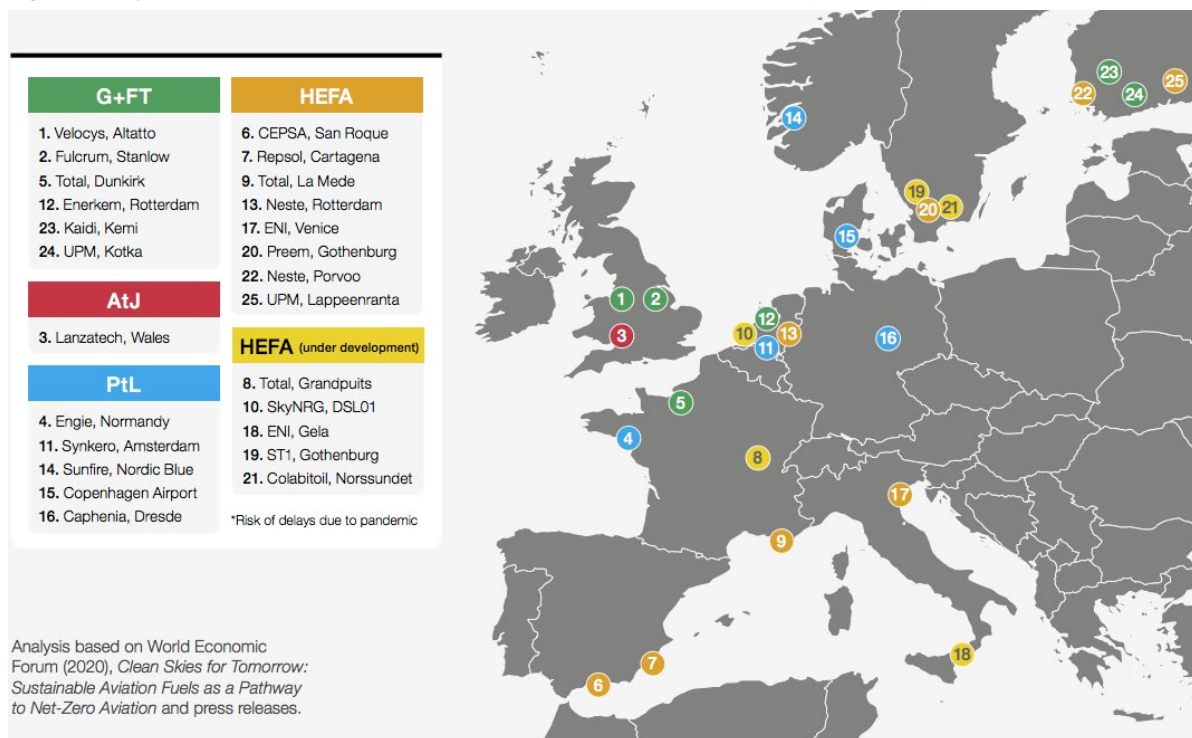 G+FT
1. Velocys, Altatto
2. Fulcrum, Stanlow
5. Total, Dunkirk
12. Enerkem, Rotterdam
23. Kaidi, Kemi
24. UPM, Kotka
AtJ
3. Lanzatech, Wales
PtL
4. Engie, Normandy
11. Synkero, Amsterdam
14. Sunfire, Nordic Blue
15. Copenhagen Airport
16. Caphenia, Dresde
HEFA
6. CEPSA, San Roque
7. Repsol, Cartagena
9. Total, La Mede
13. Neste, Rotterdam
17. ENI, Venice
20. Preem, Gothenburg
22. Neste, Porvoo
25. UPM, Lappeenranta
HEFA (under development)
8. Total, Grandpuits
10. SkyNRG, DSL01
18. ENI, Gela
19. ST1, Gothenburg
21. Colabitoil, Norssundet
*Risk of delays due to pandemic
Analysis based on World Economic
Forum (2020), Clean Skies for Tomorrow:
Sustainable Aviation Fuels as a Pathway
to Net-Zero Aviation and press releases.
23
25
22
24
14
19
20
21
15
1
2
12
10
13
3
11
16
5
4
8
17
9
18
7
6